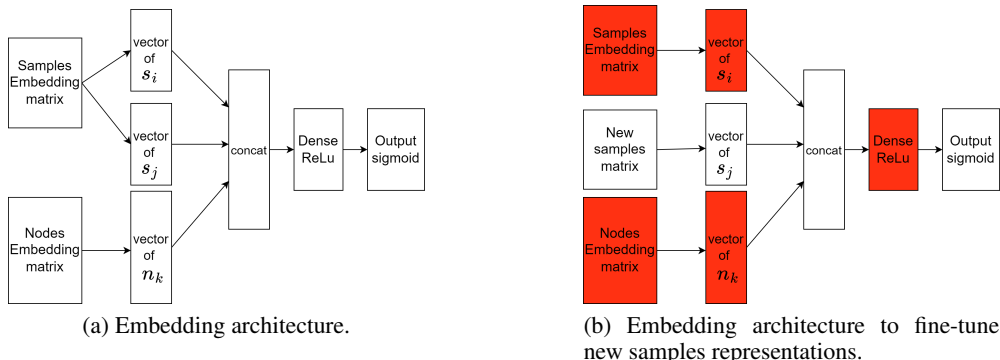 Samples
Embedding
matrix
vector
of
s_i
vector
of
s_j
Nodes
Embedding
matrix
vector
of
n_k
concat
Dense
ReLu
Output
sigmoid
(a) Embedding architecture.
Samples
Embedding
matrix
vector
of
s_i
New
samples
matrix
vector
of
s_j
Nodes
Embedding
matrix
vector
of
n_k
concat
Dense
ReLu
Output
sigmoid
(b) Embedding architecture to fine-tune
new samples representations.